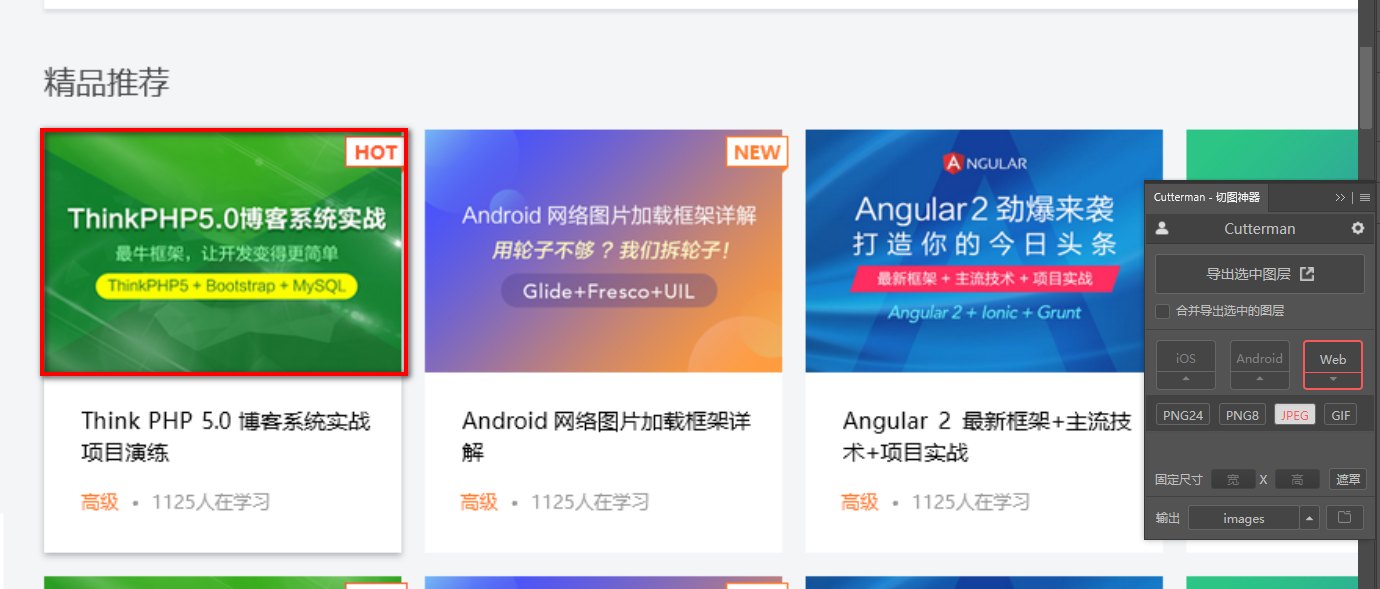 精品推荐
HOT
ThinkPHP5.0博客系统实战
最牛框架，让开发变得更简单
ThinkPHP5 + Bootstrap + MySQL
Think PHP 5.0 博客系统实战
项目演练
高级 • 1125人在学习
NEW
Android 网络图片加载框架详解
用轮子不够？我们拆轮子！
Glide+Fresco+UIL
Android 网络图片加载框架详
解
高级 • 1125人在学习
ANGULAR
Angular2 劲爆来袭
打造你的今日头条
最新框架 + 主流技术 + 项目实战
Angular 2 + Ionic + Grunt
Angular 2 最新框架+主流技
术+项目实战
高级 • 1125人在学习
Cutterman - 切图神器
Cutterman
导出选中图层
合并导出选中的图层
iOS Android Web
PNG24 PNG8 JPEG GIF
固定尺寸 宽 X 高 遮罩
输出 images